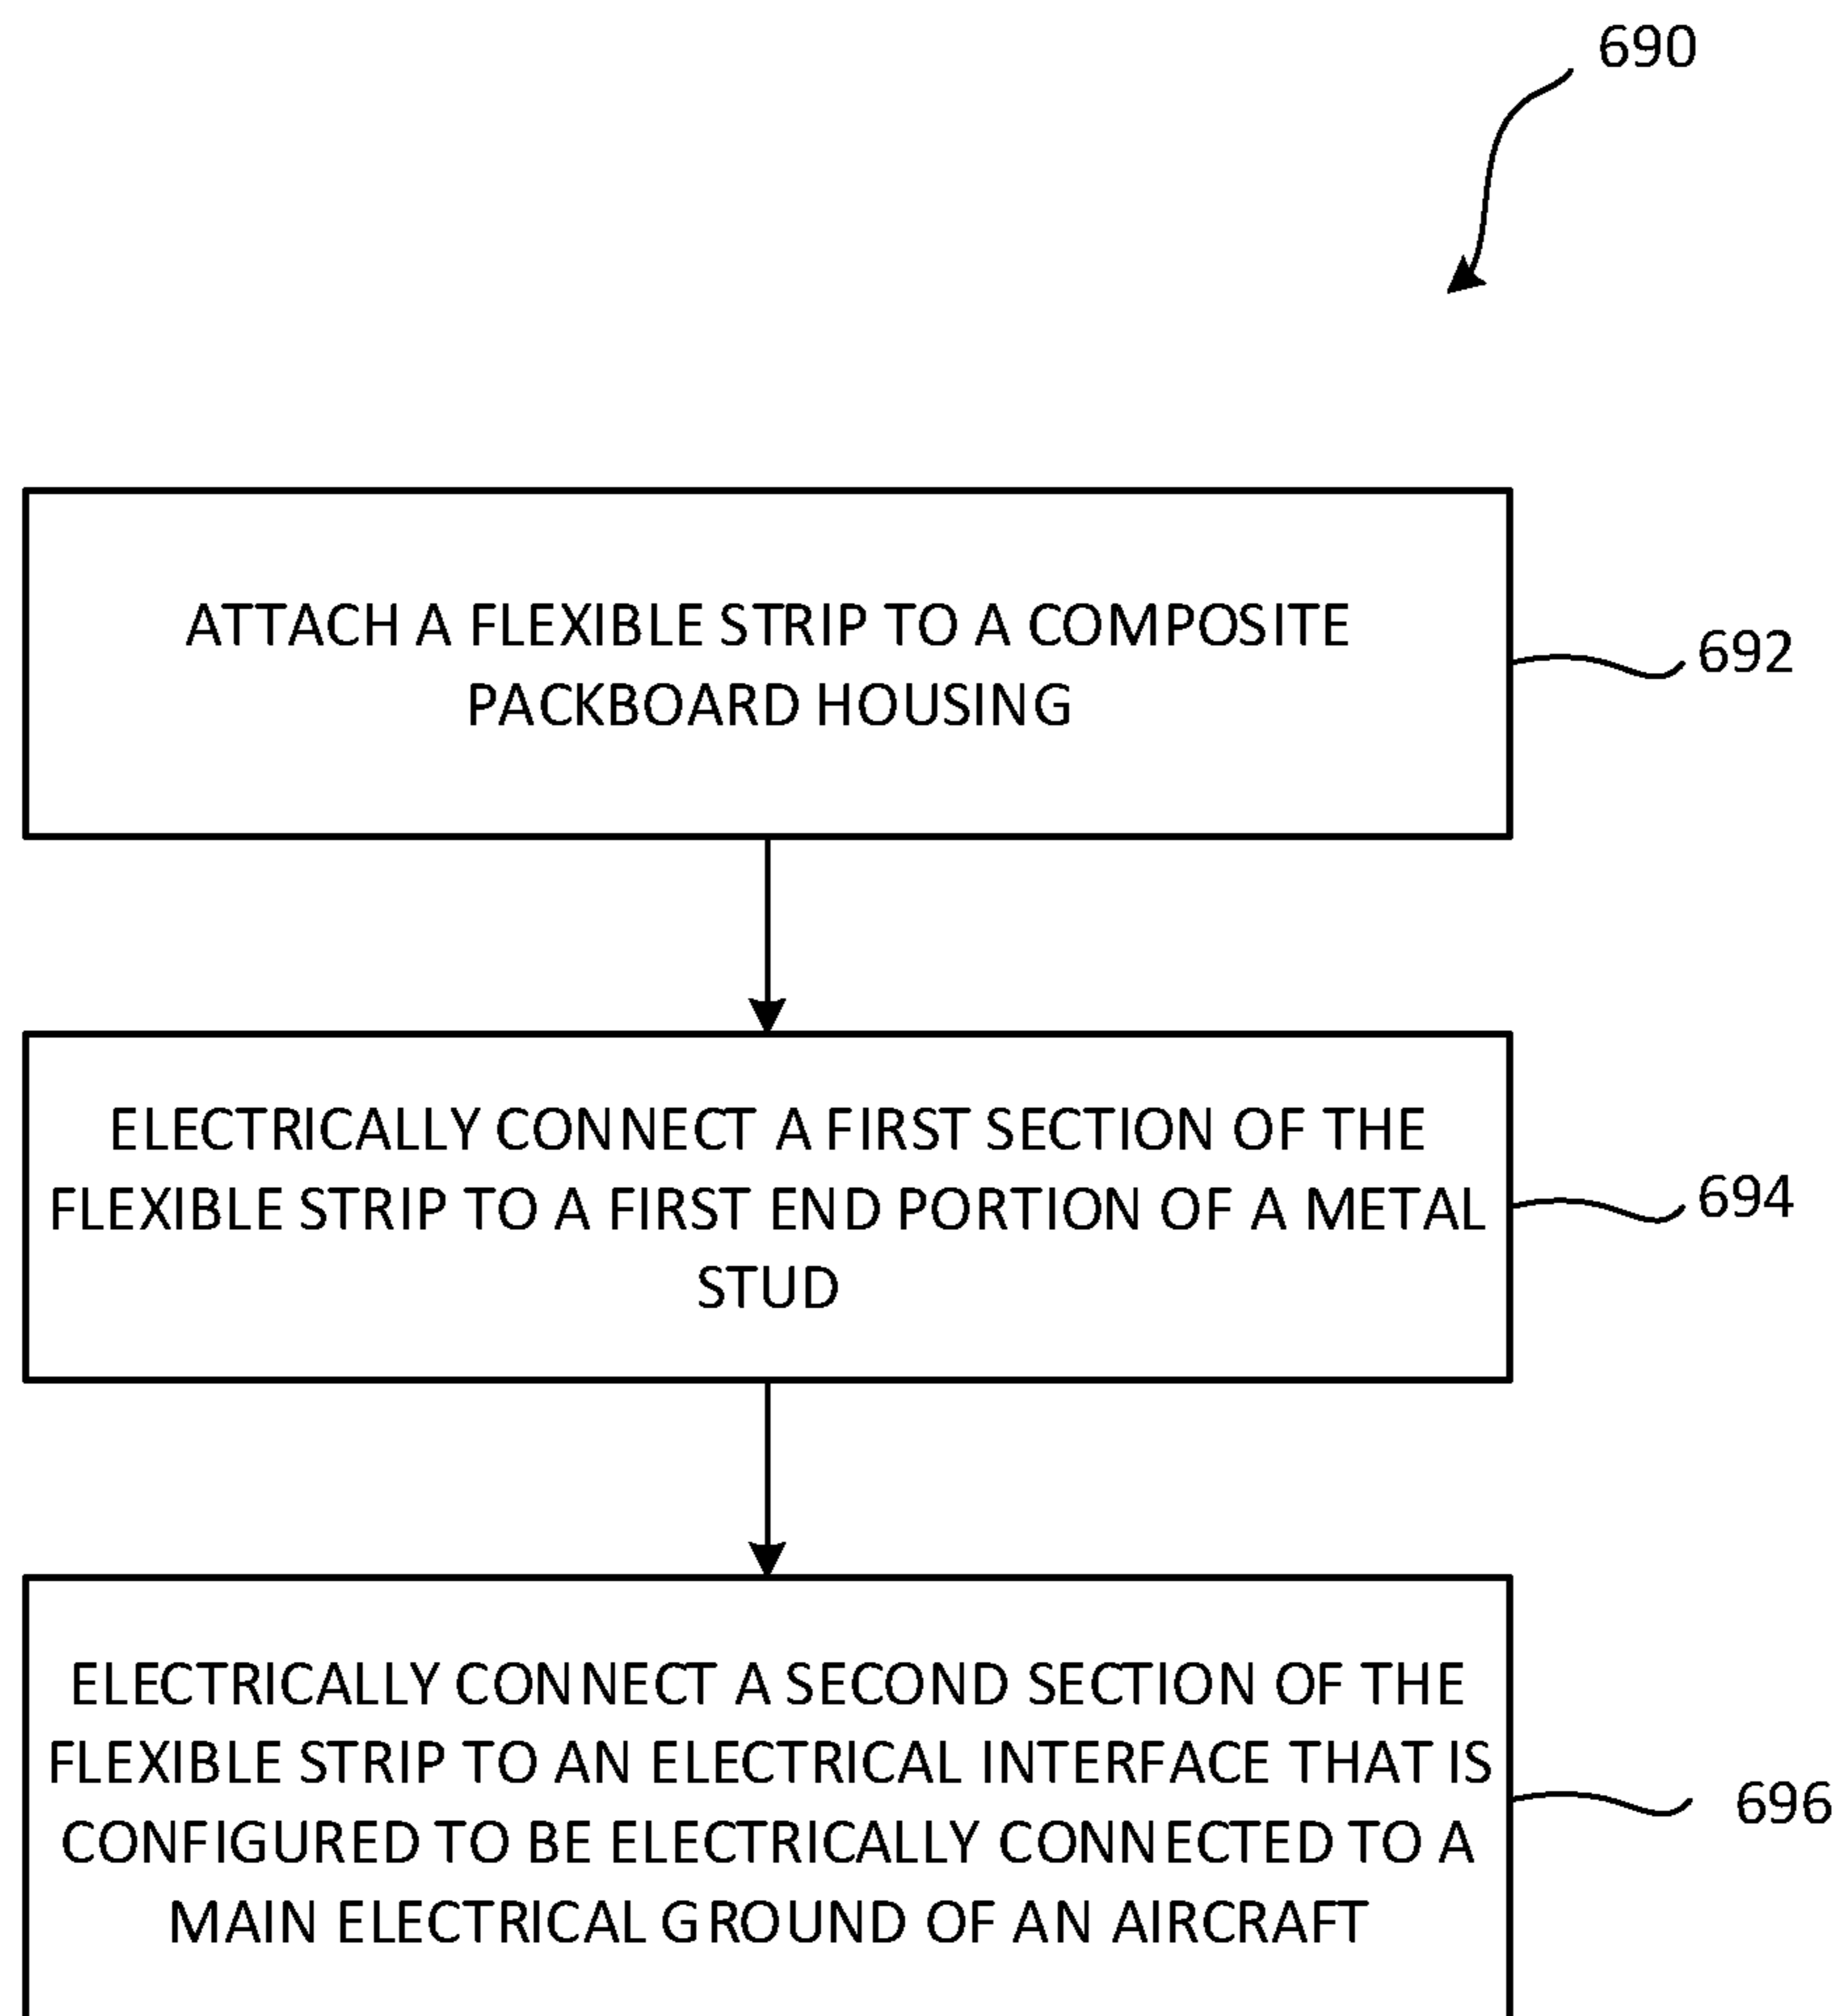 690
ATTACH A FLEXIBLE STRIP TO A COMPOSITE
PACKBOARD HOUSING
692
ELECTRICALLY CONNECT A FIRST SECTION OF THE
FLEXIBLE STRIP TO A FIRST END PORTION OF A METAL
STUD
694
ELECTRICALLY CONNECT A SECOND SECTION OF THE
FLEXIBLE STRIP TO AN ELECTRICAL INTERFACE THAT IS
CONFIGURED TO BE ELECTRICALLY CONNECTED TO A
MAIN ELECTRICAL GROUND OF AN AIRCRAFT
696